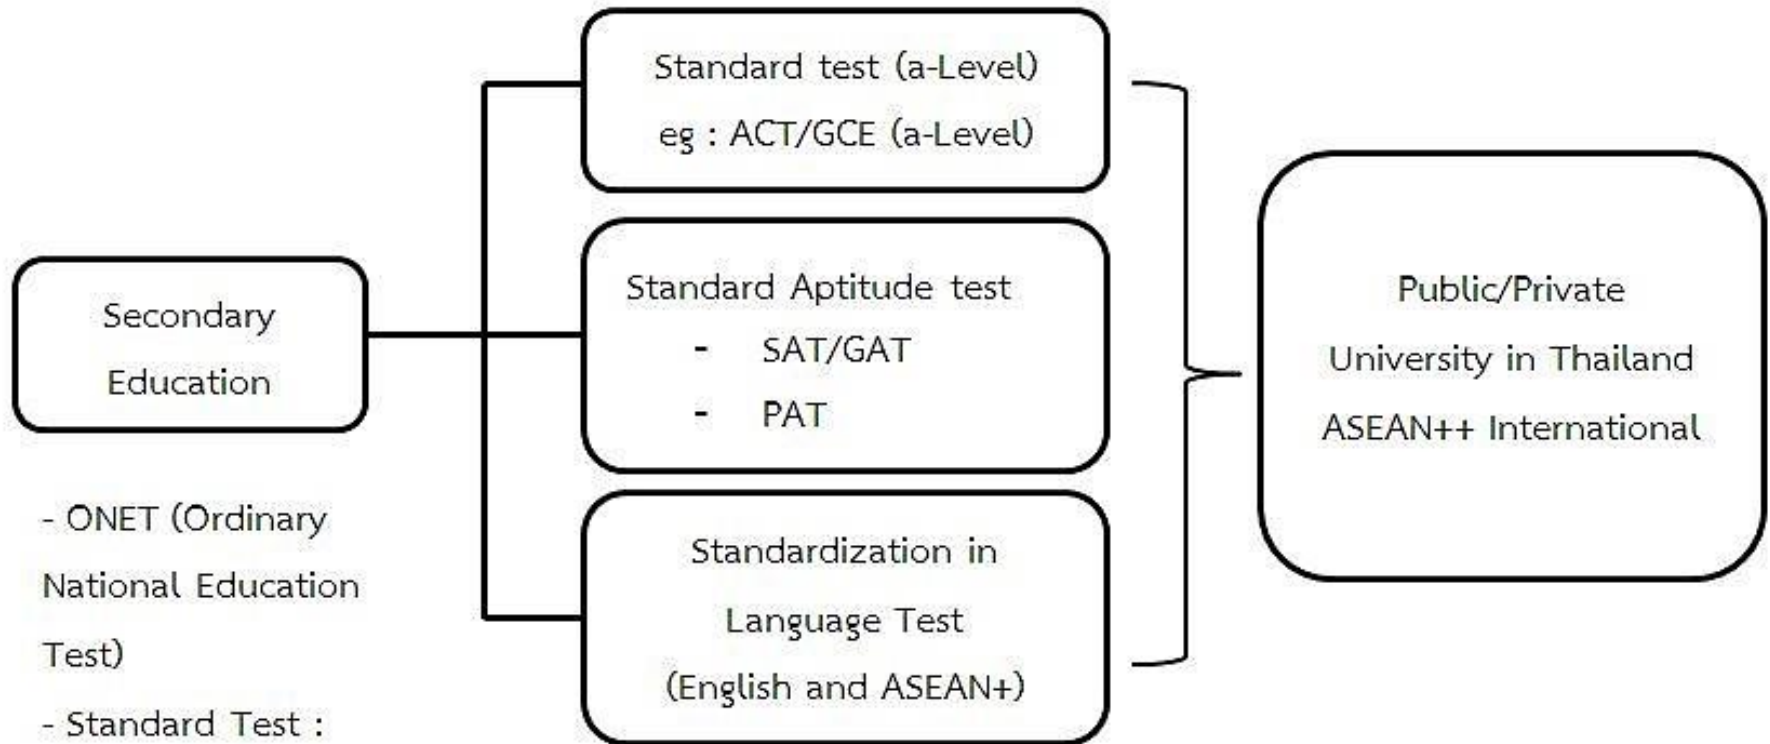 Secondary
Education
- ONET (Ordinary
National Education
Test)
- Standard Test :
Standard test (a-Level)
eg : ACT/GCE (a-Level)
Standard Aptitude test
- SAT/GAT
- PAT
Standardization in
Language Test
(English and ASEAN+)
Public/Private
University in Thailand
ASEAN++ International